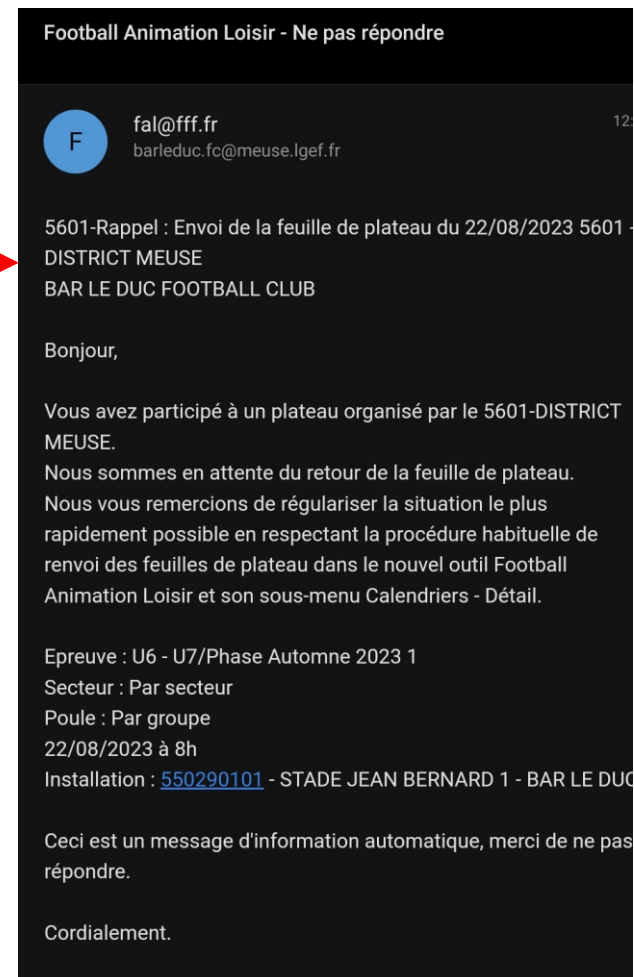 Football Animation Loisir - Ne pas répondre
F
fal@fff.fr
12:
barleduc.fc@meuse.lgef.fr
5601-Rappel : Envoi de la feuille de plateau du 22/08/2023 5601 -
DISTRICT MEUSE
BAR LE DUC FOOTBALL CLUB
Bonjour,
Vous avez participé à un plateau organisé par le 5601-DISTRICT
MEUSE.
Nous sommes en attente du retour de la feuille de plateau.
Nous vous remercions de régulariser la situation le plus
rapidement possible en respectant la procédure habituelle de
renvoi des feuilles de plateau dans le nouvel outil Football
Animation Loisir et son sous-menu Calendriers - Détail.
Epreuve : U6 - U7/Phase Automne 2023 1
Secteur : Par secteur
Poule : Par groupe
22/08/2023 à 8h
Installation : 550290101 - STADE JEAN BERNARD 1 - BAR LE DUC
Ceci est un message d'information automatique, merci de ne pas
répondre.
Cordialement.